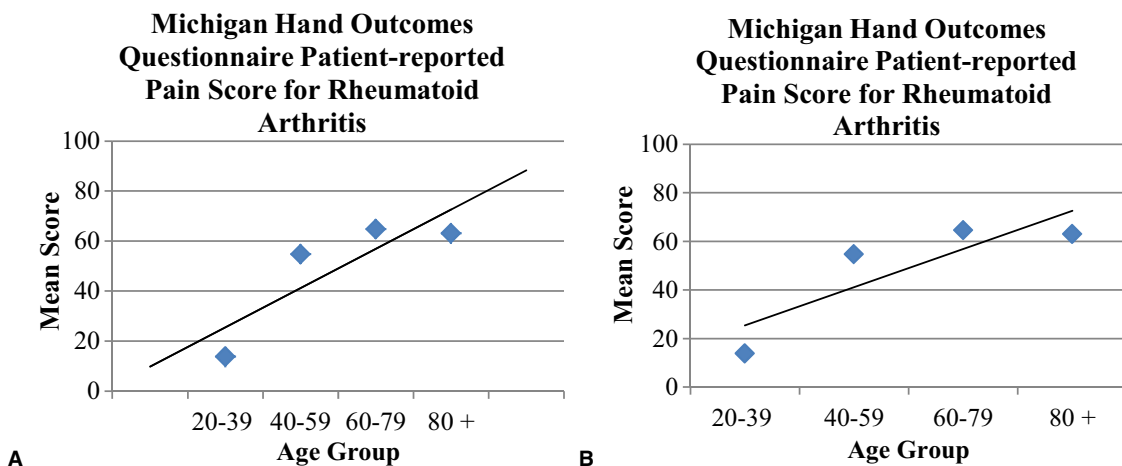 Michigan Hand Outcomes
Questionnaire Patient-reported
Pain Score for Rheumatoid
Arthritis
100
80
60
40
20
0
Mean Score
20-39 40-59 60-79 80 +
Age Group
A
Michigan Hand Outcomes
Questionnaire Patient-reported
Pain Score for Rheumatoid
Arthritis
100
80
60
40
20
0
Mean Score
20-39 40-59 60-79 80 +
Age Group
B